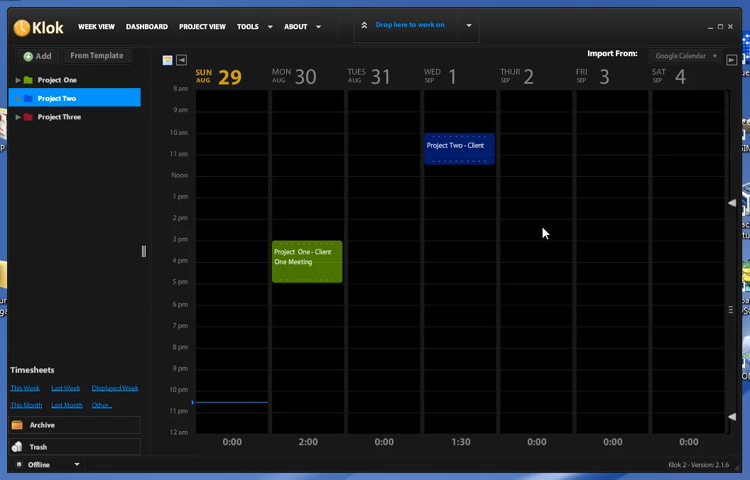 Klok
WEEK VIEW DASHBOARD PROJECT VIEW TOOLS ABOUT
Drop here to work on
Add From Template
Import From: Google Calendar
Project One
Project Two
Project Three
SUN AUG 29 MON AUG 30 TUES AUG 31 WED SEP 1 THUR SEP 2 FRI SEP 3 SAT SEP 4
8 am
9 am
10 am
11 am
Noon
1 pm
2 pm
3 pm
4 pm
5 pm
6 pm
7 pm
8 pm
9 pm
10 pm
11 pm
12 am
Project Two - Client
Project One - Client
One Meeting
0:00 2:00 0:00 1:30 0:00 0:00 0:00
Timesheets
This Week Last Week Displayed Week
This Month Last Month Other...
Archive
Trash
Offline
Klok 2 - Version: 2.1.6